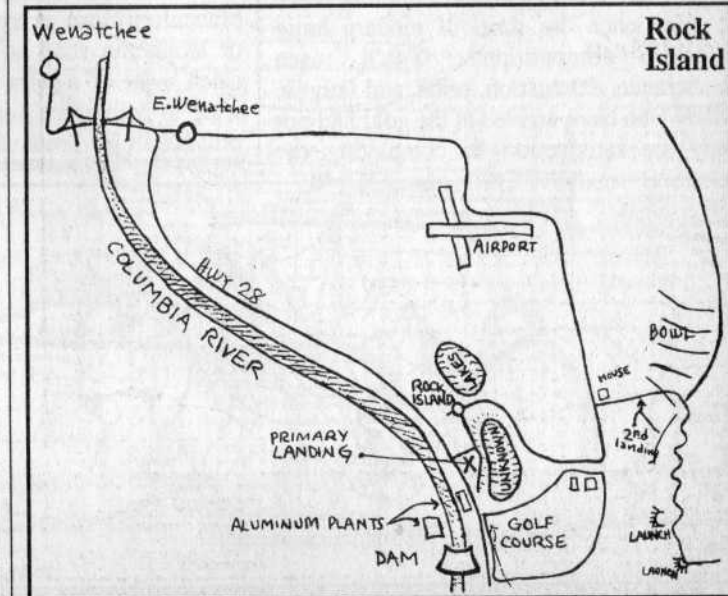 Rock
Island
Wenatchee
E.Wenatchee
AIRPORT
HWY 28
COLUMBIA RIVER
BOWL
LAKES
HOUSE
ROCK
ISLAND
2nd
landing
PRIMARY
LANDING
UNKNOWN
ALUMINUM PLANTS
GOLF
COURSE
DAM
LAUNCH
LAUNCH